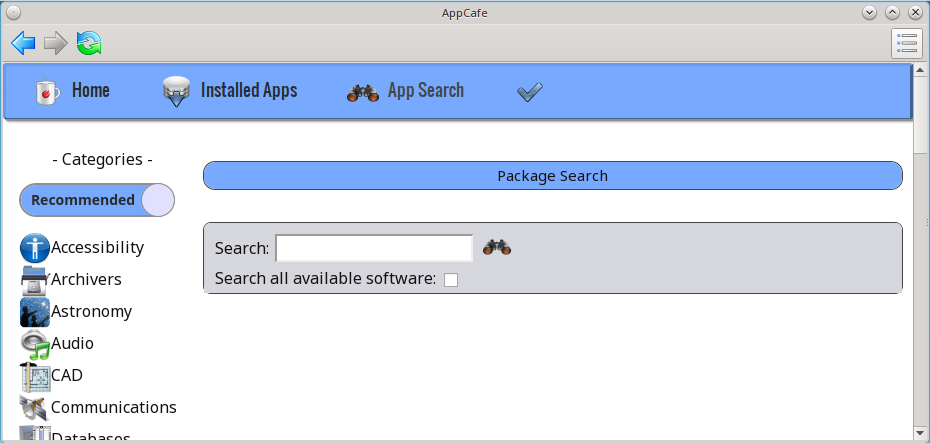 AppCafe
Home
Installed Apps
App Search
- Categories -
Recommended
Accessibility
Archivers
Astronomy
Audio
CAD
Communications
Databases
Package Search
Search:
Search all available software: